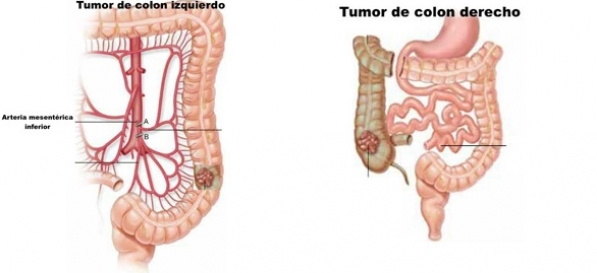 Tumor de colon izquierdo
Tumor de colon derecho
Arteria mesentérica
inferior
A
B